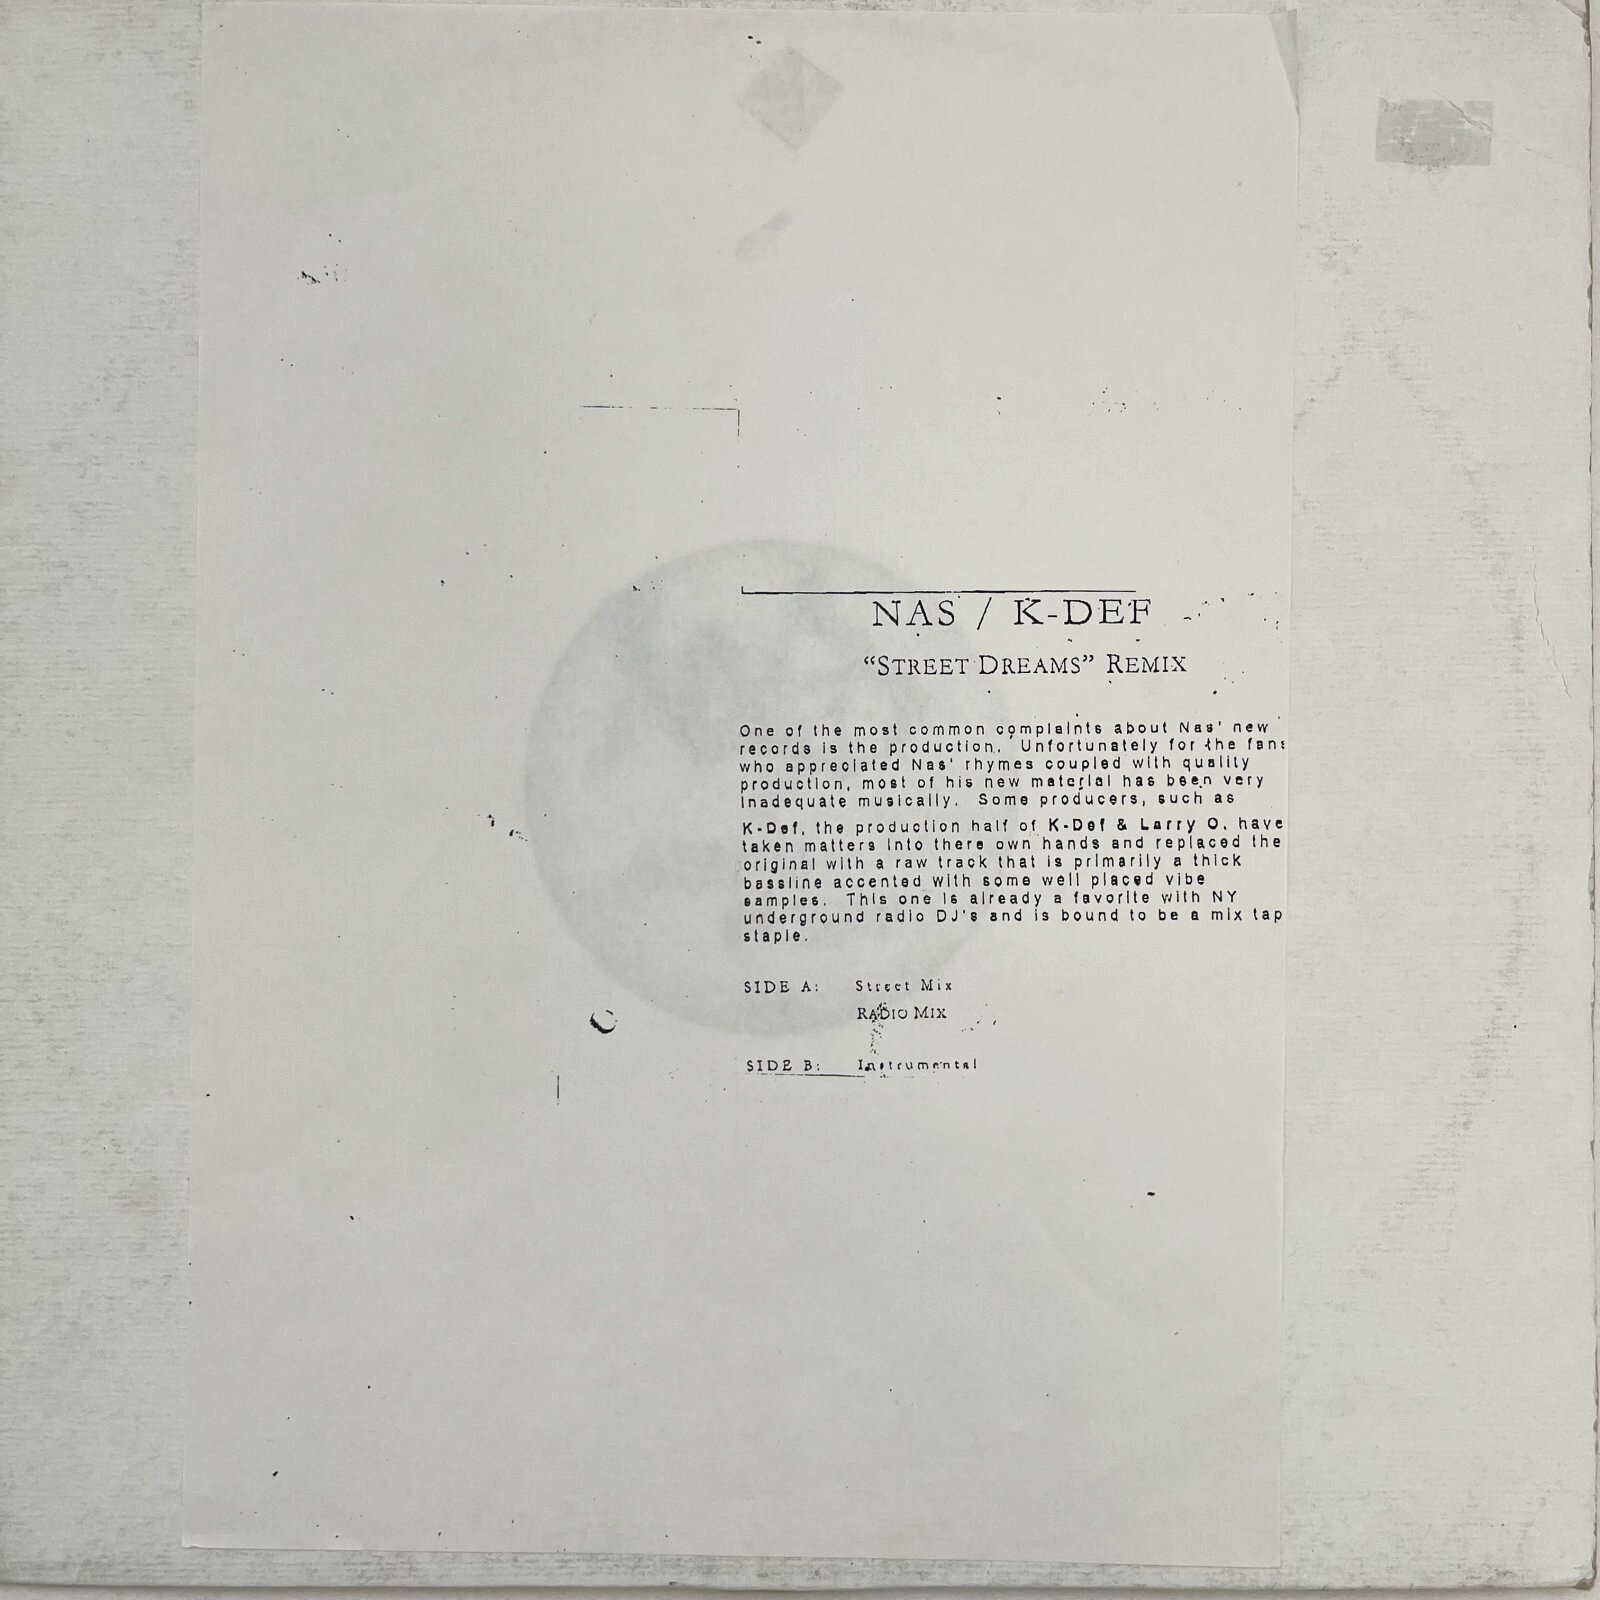 NAS / K-DEF
“STREET DREAMS” REMIX
One of the most common complaints about Nas' new
records is the production. Unfortunately for the fans
who appreciated Nas' rhymes coupled with quality
production, most of his new material has been very
inadequate musically. Some producers, such as
K-Def, the production half of K-Def & Larry O. have
taken matters into there own hands and replaced the
original with a raw track that is primarily a thick
bassline accented with some well placed vibe
samples. This one is already a favorite with NY
underground radio DJ's and is bound to be a mix tap
staple.
SIDE A: Street Mix
RADIO MIX
SIDE B: Instrumental